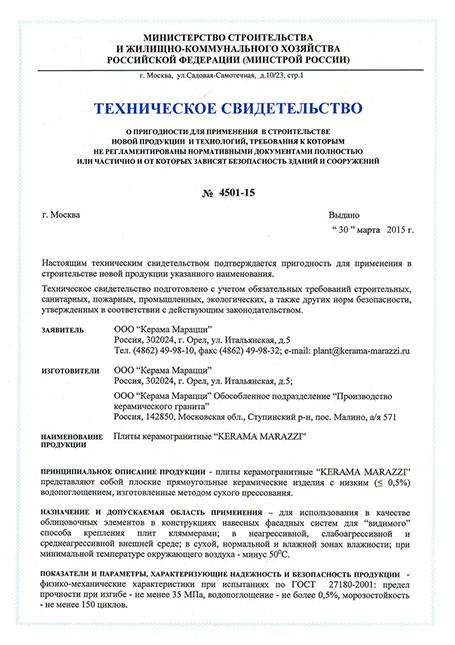 МИНИСТЕРСТВО СТРОИТЕЛЬСТВА
И ЖИЛИЩНО-КОММУНАЛЬНОГО ХОЗЯЙСТВА
РОССИЙСКОЙ ФЕДЕРАЦИИ (МИНСТРОЙ РОССИИ)
г. Москва, ул.Садовая-Самотечная, д.10/23, стр.1
ТЕХНИЧЕСКОЕ СВИДЕТЕЛЬСТВО
О ПРИГОДНОСТИ ДЛЯ ПРИМЕНЕНИЯ В СТРОИТЕЛЬСТВЕ
НОВОЙ ПРОДУКЦИИ И ТЕХНОЛОГИЙ, ТРЕБОВАНИЯ К КОТОРЫМ
НЕ РЕГЛАМЕНТИРОВАНЫ НОРМАТИВНЫМИ ДОКУМЕНТАМИ ПОЛНОСТЬЮ
ИЛИ ЧАСТИЧНО И ОТ КОТОРЫХ ЗАВИСЯТ БЕЗОПАСНОСТЬ ЗДАНИЙ И СООРУЖЕНИЙ
№ 4501-15
г. Москва Выдано
“ 30 ” марта 2015 г.
Настоящим техническим свидетельством подтверждается пригодность для применения в
строительстве новой продукции указанного наименования.
Техническое свидетельство подготовлено с учетом обязательных требований строительных,
санитарных, пожарных, промышленных, экологических, а также других норм безопасности,
утвержденных в соответствии с действующим законодательством.
ЗАЯВИТЕЛЬ ООО “Керама Марацци”
Россия, 302024, г. Орел, ул. Итальянская, д.5
Тел. (4862) 49-98-10, факс (4862) 49-98-32; e-mail: plant@kerama-marazzi.ru
ИЗГОТОВИТЕЛИ ООО “Керама Марацци”
Россия, 302024, г. Орел, ул. Итальянская, д.5;
ООО “Керама Марацци” Обособленное подразделение “Производство
керамического гранита”
Россия, 142850, Московская обл., Ступинский р-н, пос. Малино, а/я 571
НАИМЕНОВАНИЕ Плиты керамогранитные “KERAMA MARAZZI”
ПРОДУКЦИИ
ПРИНЦИПИАЛЬНОЕ ОПИСАНИЕ ПРОДУКЦИИ - плиты керамогранитные “KERAMA MARAZZI”
представляют собой плоские прямоугольные керамические изделия с низким (≤ 0,5%)
водопоглощением, изготовленные методом сухого прессования.
НАЗНАЧЕНИЕ И ДОПУСКАЕМАЯ ОБЛАСТЬ ПРИМЕНЕНИЯ – для использования в качестве
облицовочных элементов в конструкциях навесных фасадных систем для “видимого”
способа крепления плит кляммерами; в неагрессивной, слабоагрессивной и
среднеагрессивной внешней среде; в сухой, нормальной и влажной зонах влажности; при
минимальной температуре окружающего воздуха - минус 50⁰С.
ПОКАЗАТЕЛИ И ПАРАМЕТРЫ, ХАРАКТЕРИЗУЮЩИЕ НАДЕЖНОСТЬ И БЕЗОПАСНОСТЬ ПРОДУКЦИИ -
физико-механические характеристики при испытаниях по ГОСТ 27180-2001: предел
прочности при изгибе - не менее 35 МПа, водопоглощение - не более 0,5%, морозостойкость
- не менее 150 циклов.